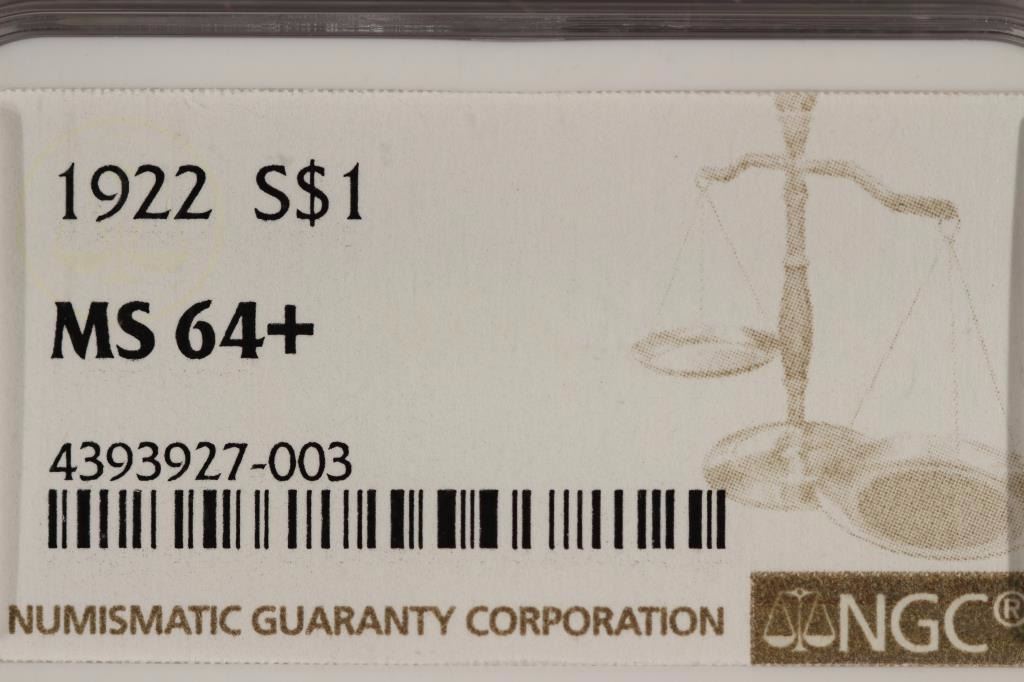 1922 S$1
MS 64+
4393927-003
NUMISMATIC GUARANTY CORPORATION
NGC®